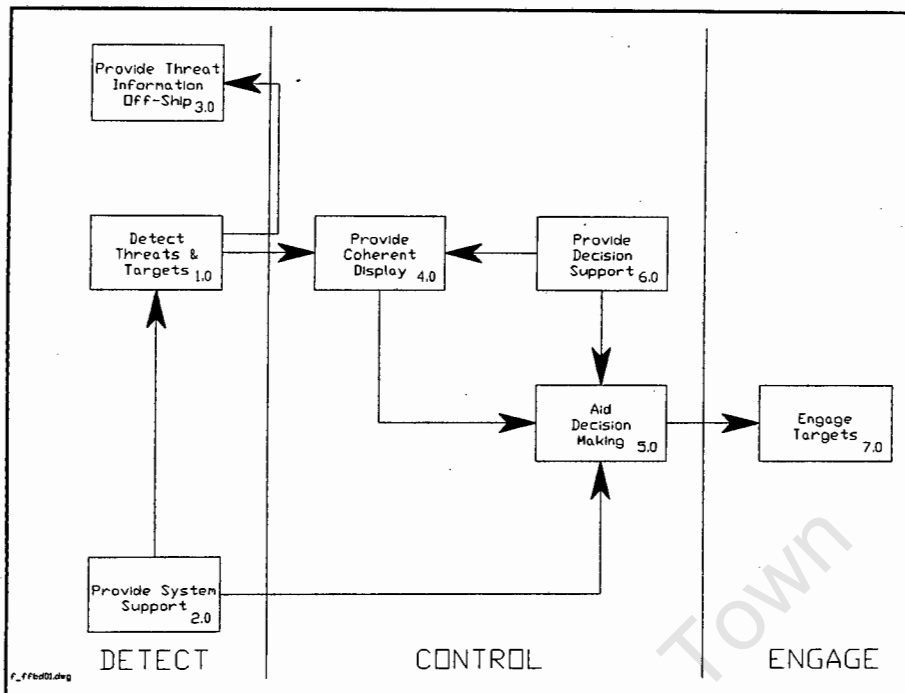 Provide Threat
Information
Off-Ship
3.0
Detect
Threats &
Targets
1.0
Provide
Coherent
Display
4.0
Provide
Decision
Support
6.0
Aid
Decision
Making
5.0
Engage
Targets
7.0
Provide System
Support
2.0
DETECT
CONTROL
ENGAGE
f_ffbd01.dwg
Town